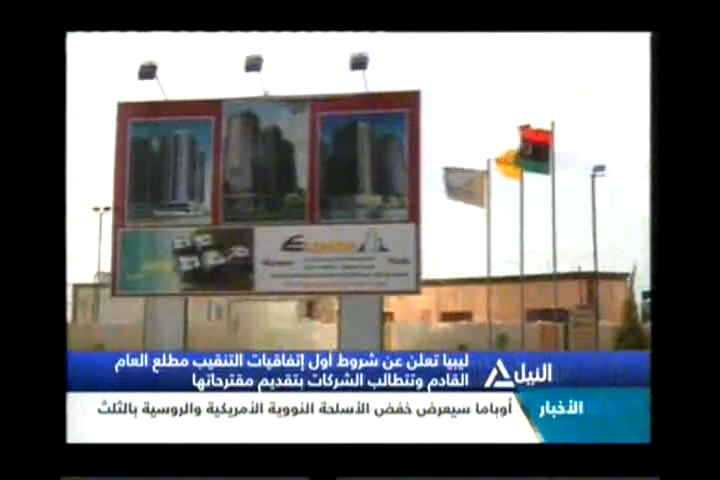 ليبيا تعلن عن شروط أول إتفاقيات التنقيب مطلع العام
القادم وتتطالب الشركات بتقديم مقترحاتها
النيل
الأخبار
أوباما سيعرض خفض الأسلحة النووية الأمريكية والروسية بالثلث